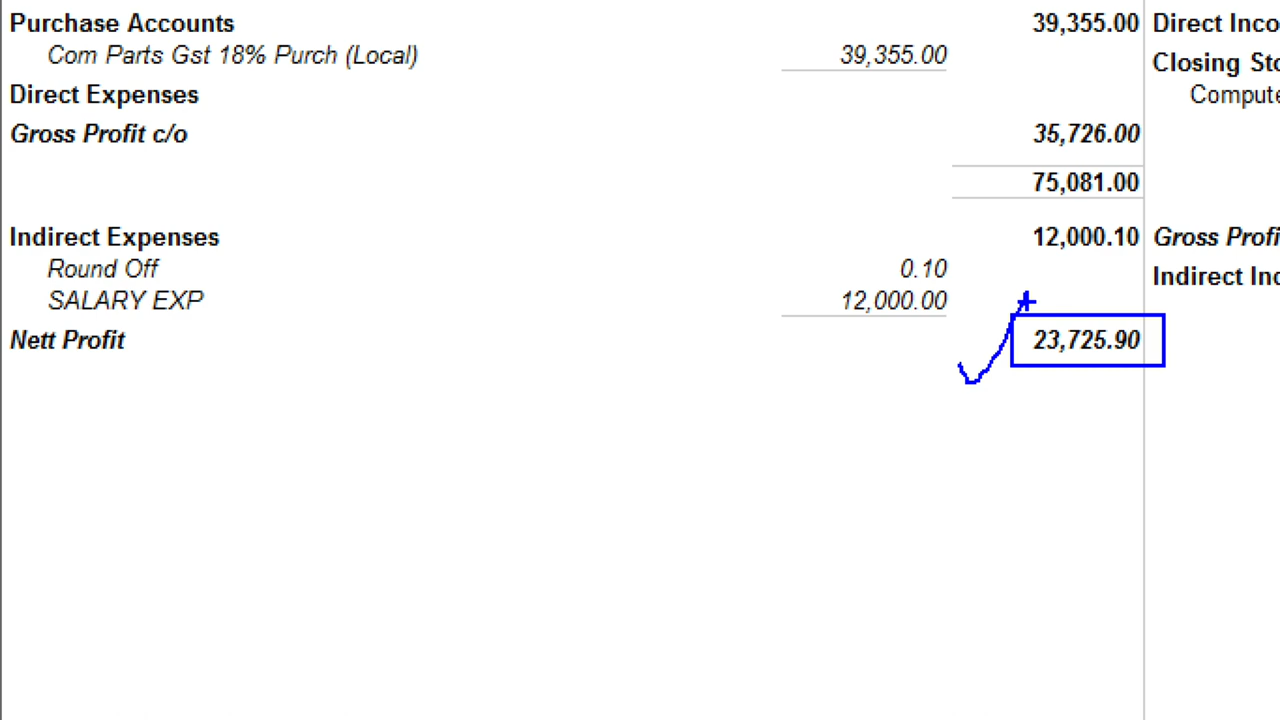 Purchase Accounts 39,355.00 Direct Inco
Com Parts Gst 18% Purch (Local) 39,355.00 Closing Sto
Direct Expenses Compute
Gross Profit c/o 35,726.00
75,081.00
Indirect Expenses 12,000.10 Gross Profi
Round Off 0.10 Indirect Inc
SALARY EXP 12,000.00
Nett Profit 23,725.90